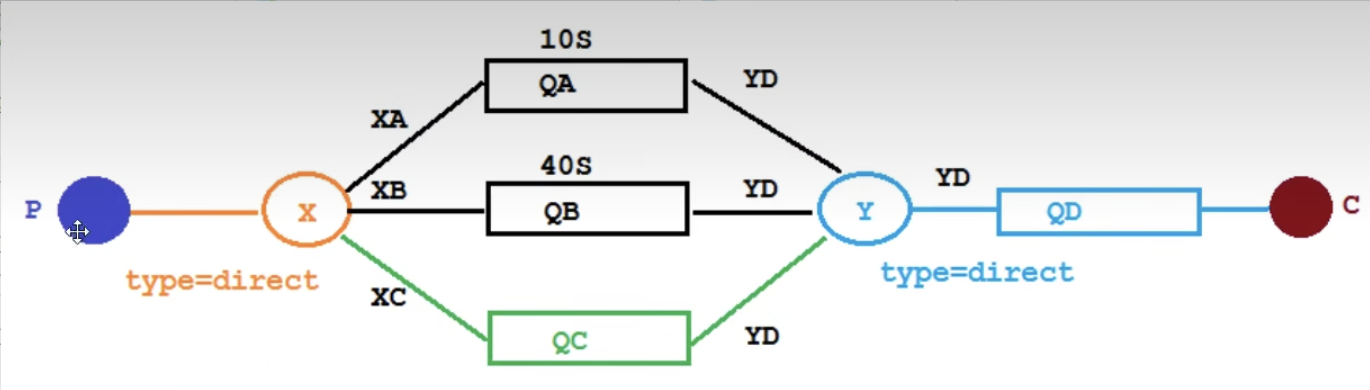 10S
QA
YD
XA
40S
YD
XB
QB
YD
P
X
Y
QD
C
type=direct
type=direct
XC
QC
YD